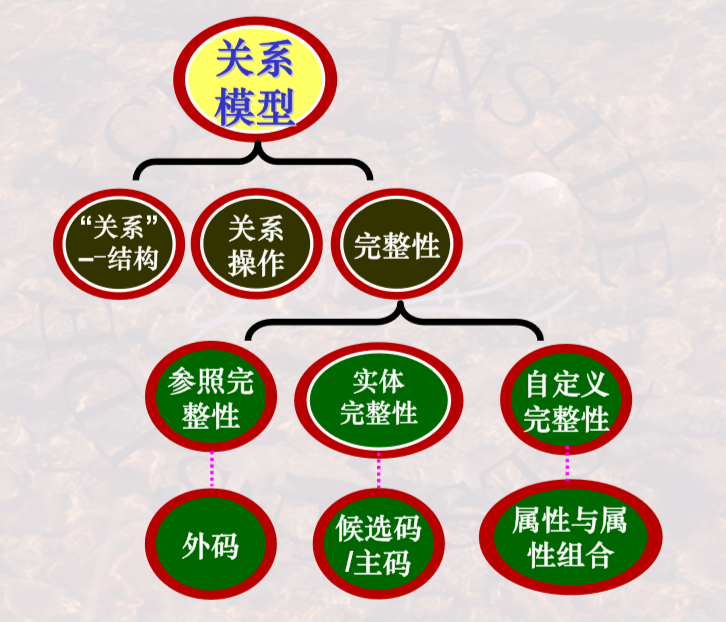 关系
模型
“关系”
--结构
关系
操作
完整性
参照完
整性
实体
完整性
自定义
完整性
外码
候选码
/主码
属性与属
性组合